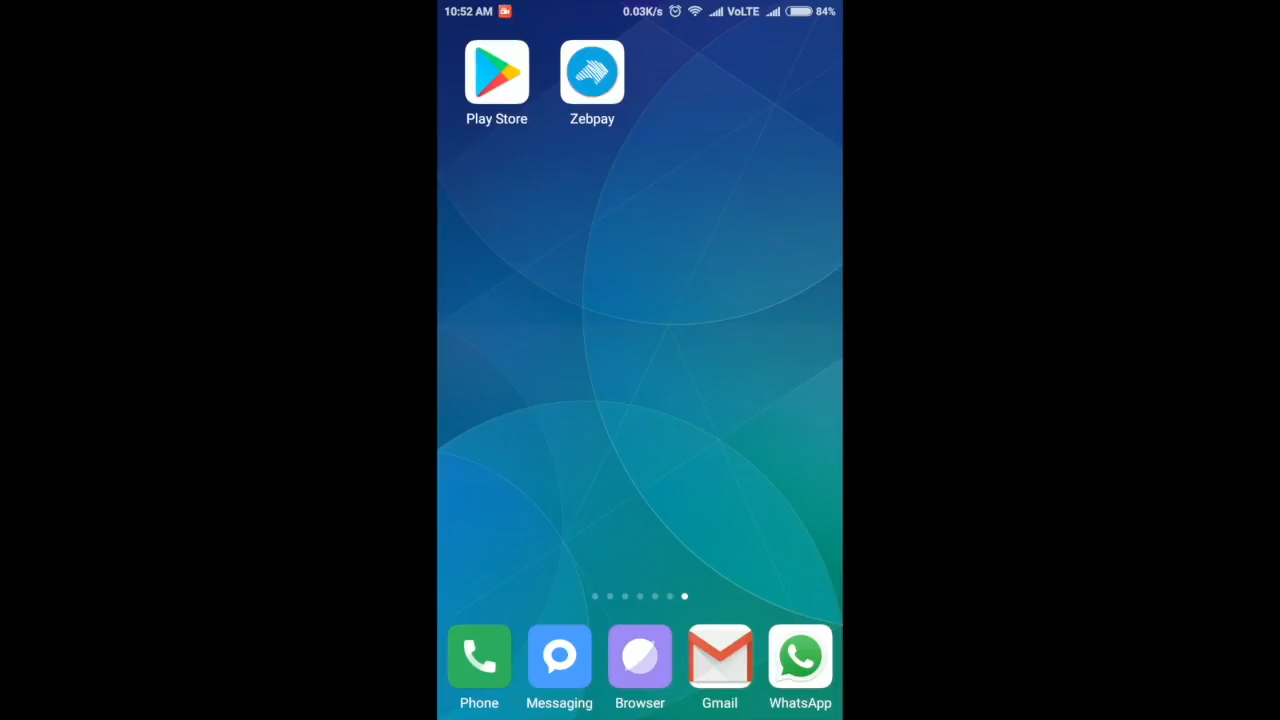 10:52 AM 0.03K/s VoLTE 84%
Play Store Zebpay
Phone Messaging Browser Gmail WhatsApp